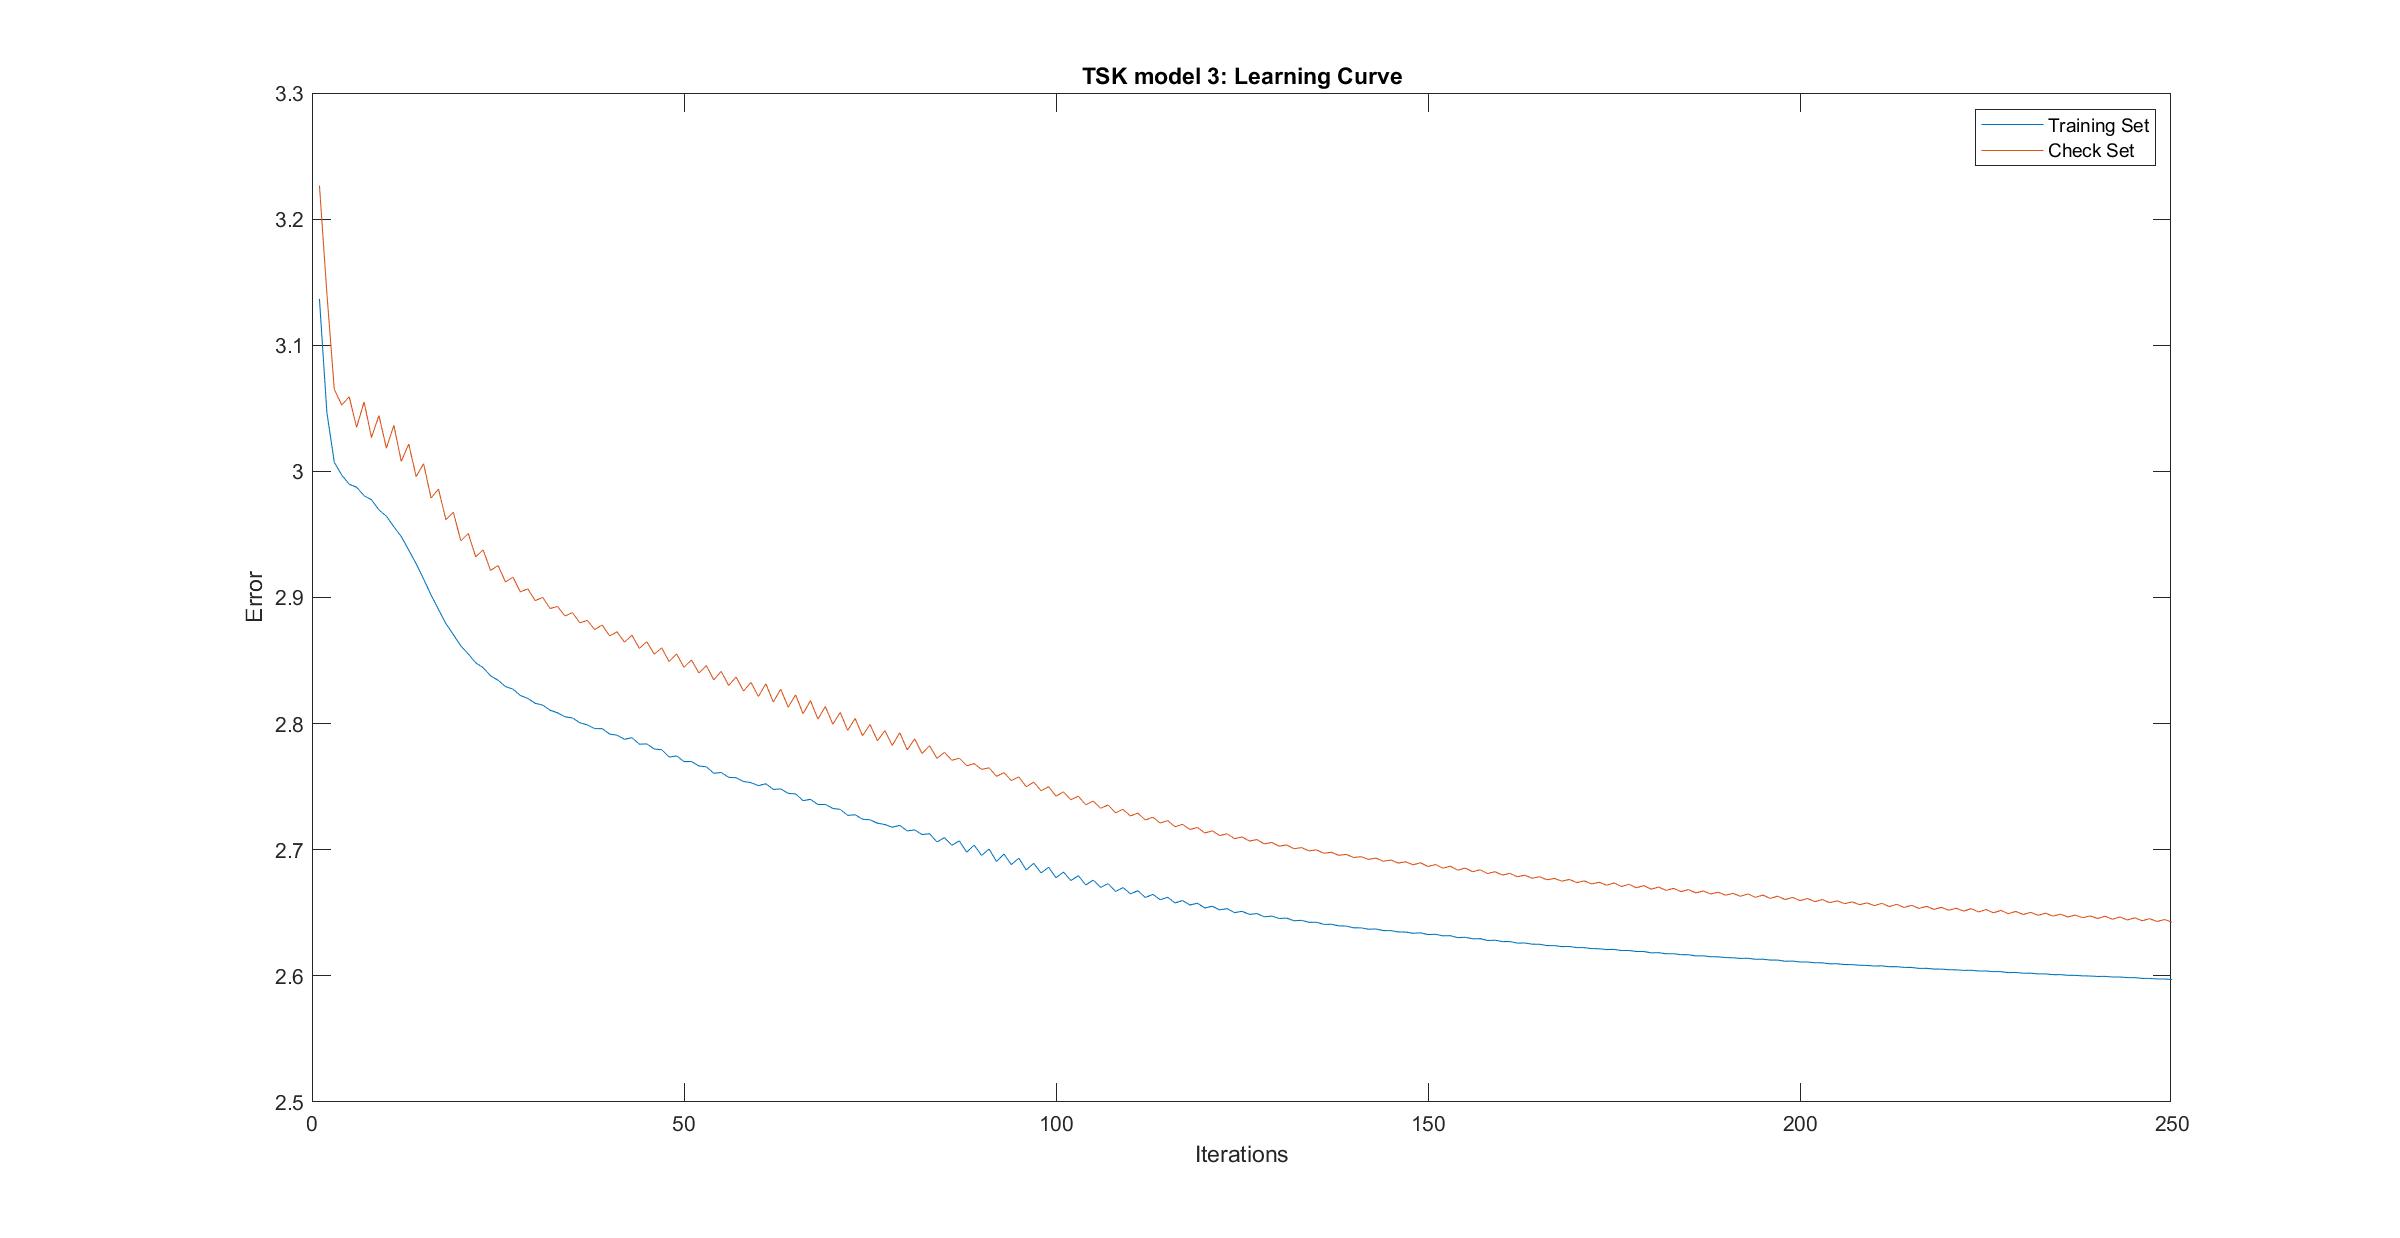 TSK model 3: Learning Curve
3.3
3.2
3.1
3
2.9
2.8
2.7
2.6
2.5
Error
Training Set
Check Set
0 50 100 150 200 250
Iterations